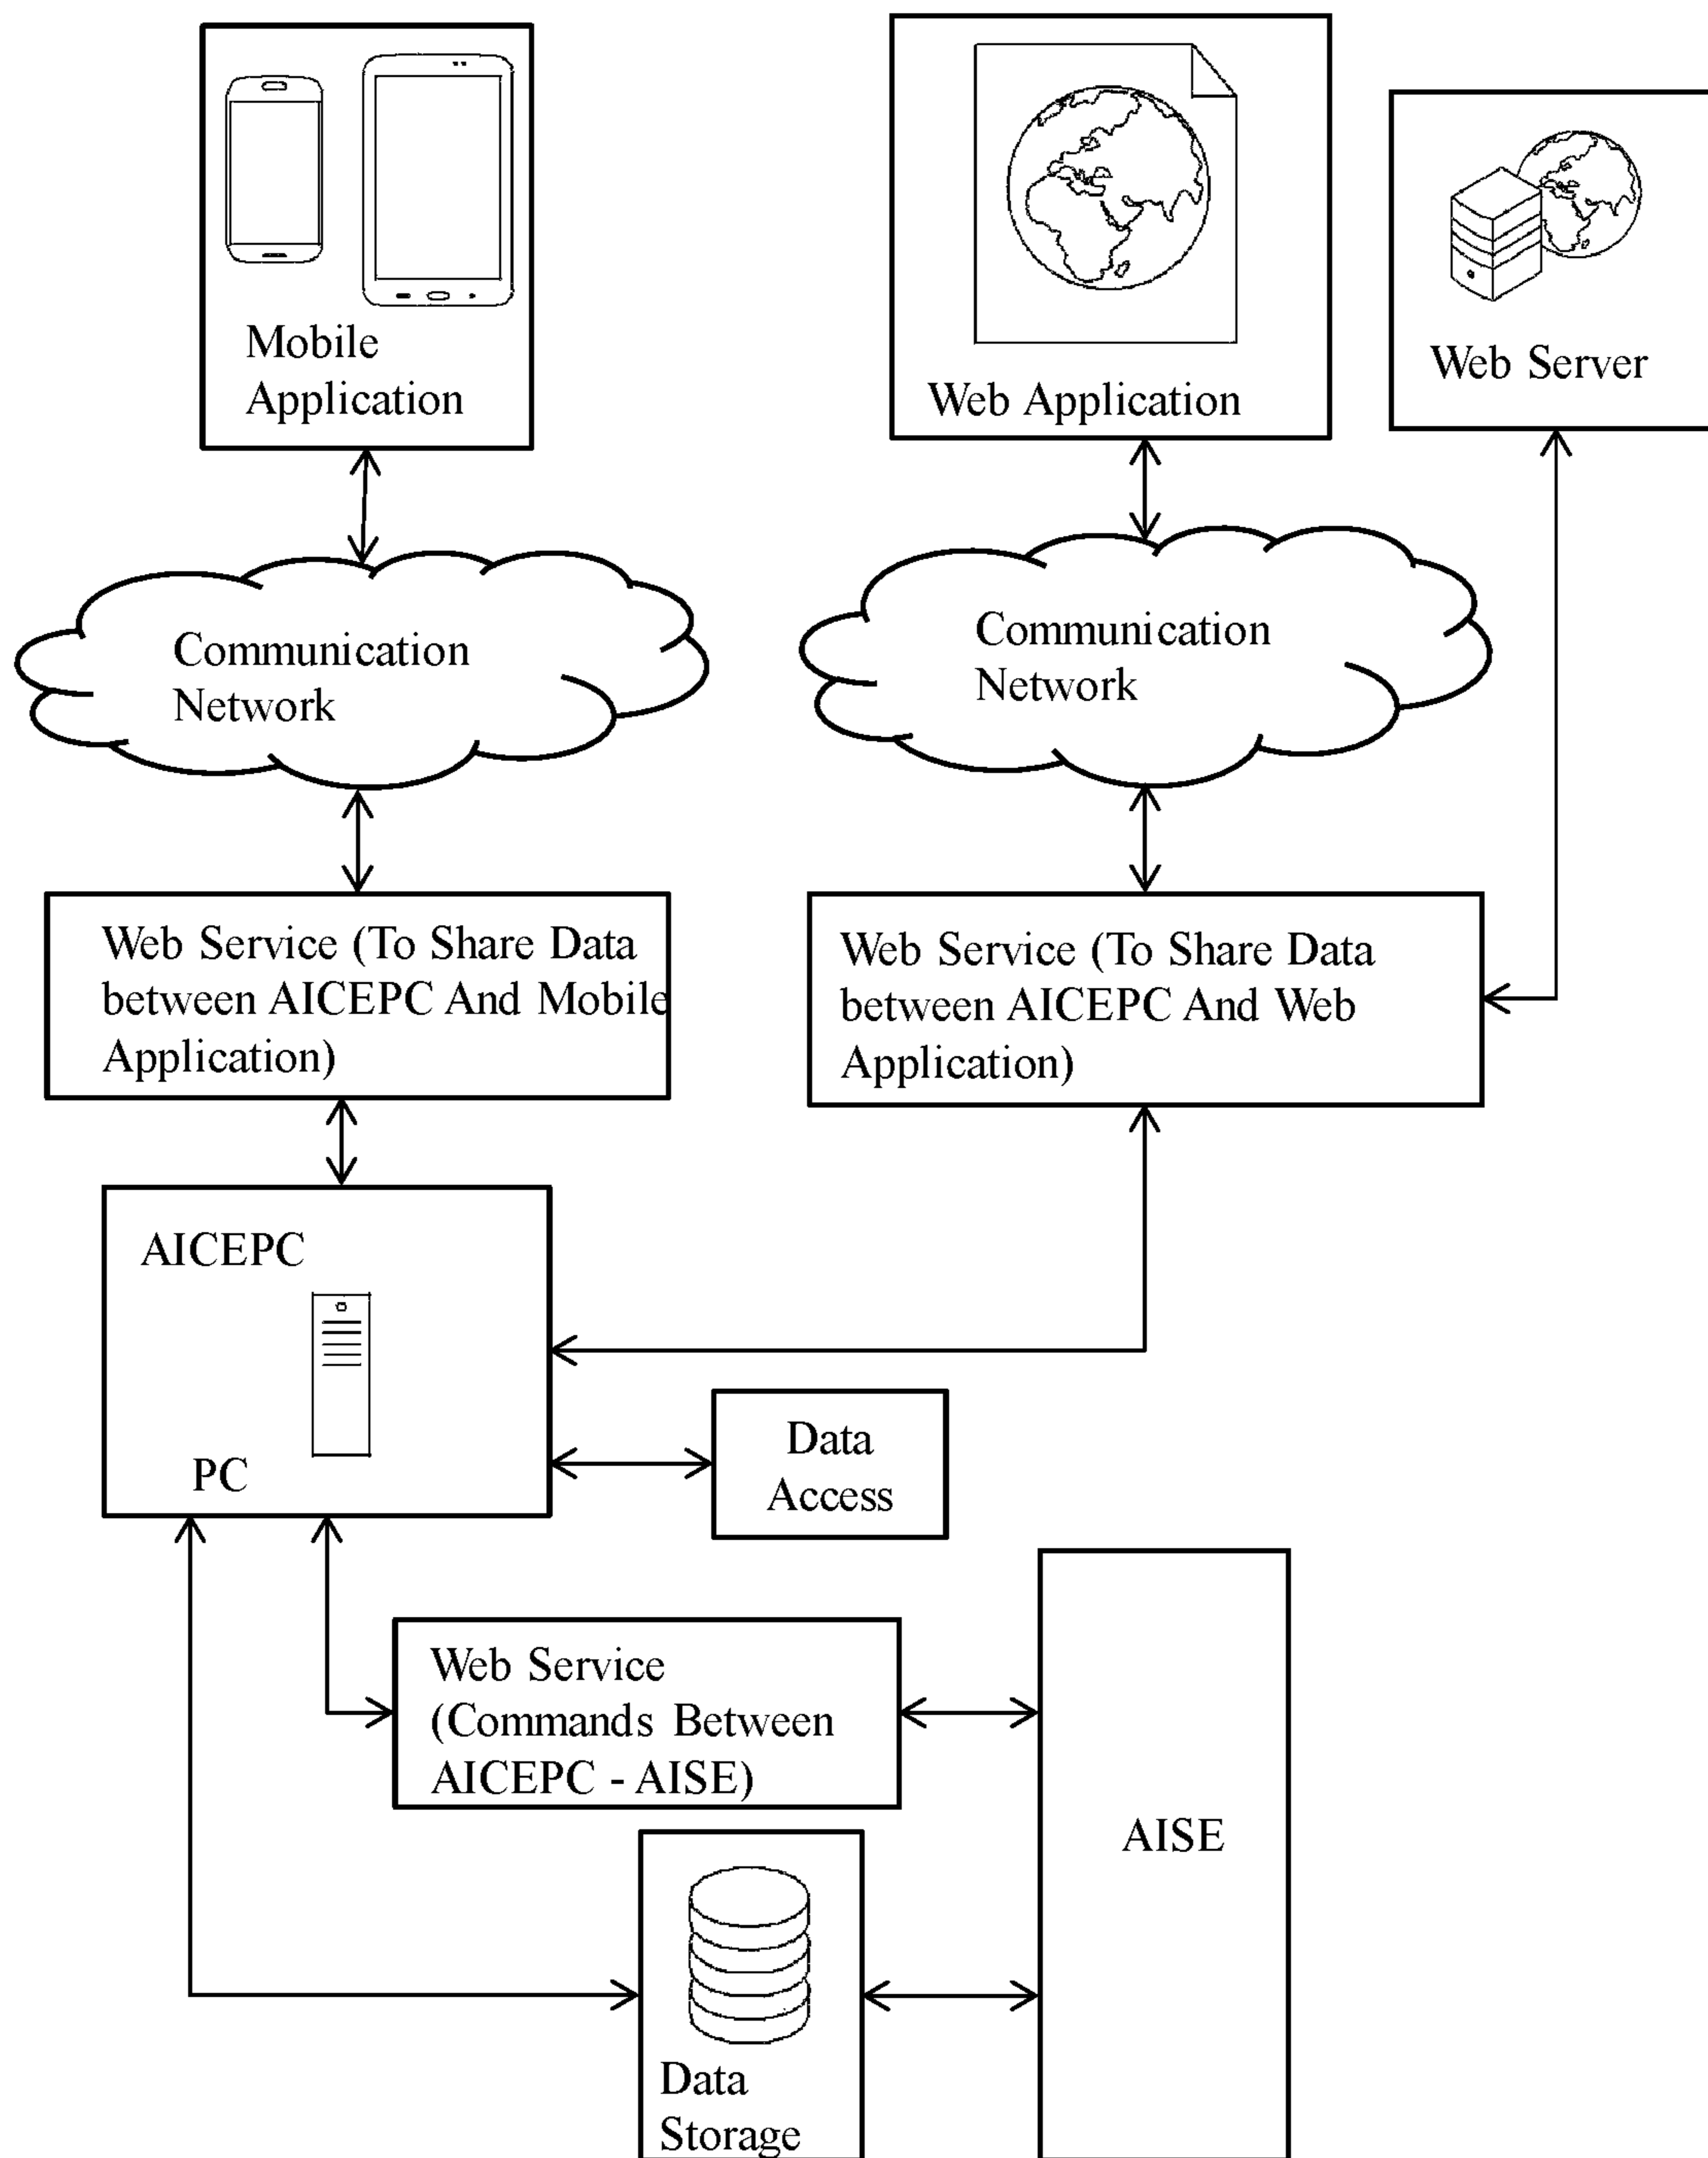 Mobile
Application
Web Application
Web Server
Communication
Network
Communication
Network
Web Service (To Share Data
between AICEPC And Mobile
Application)
Web Service (To Share Data
between AICEPC And Web
Application)
AICEPC
PC
Data
Access
Web Service
(Commands Between
AICEPC - AISE)
AISE
Data
Storage